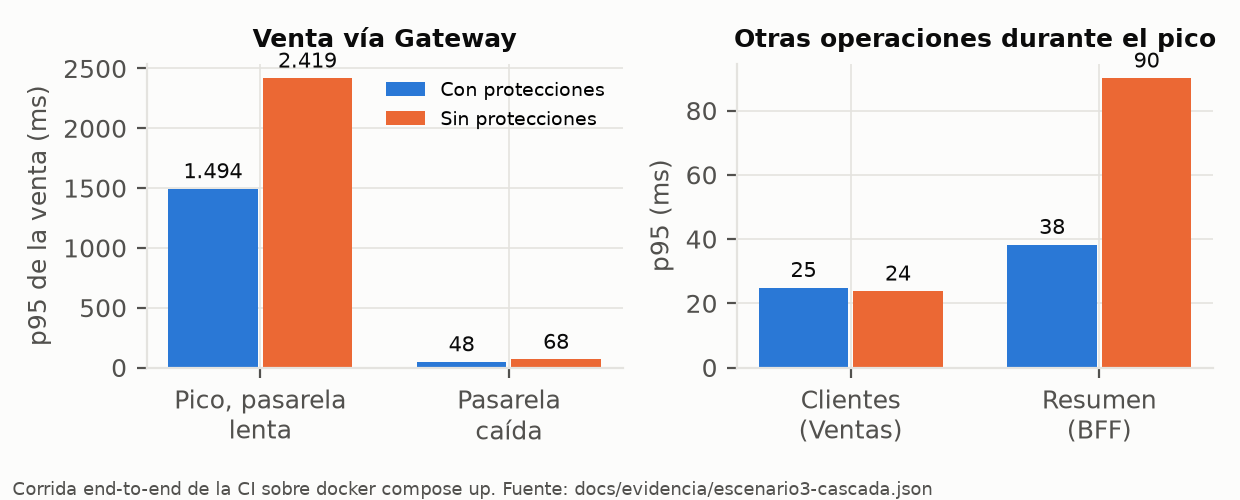 Venta vía Gateway
p95 de la venta (ms)
2500
2000
1500
1000
500
0
2.419
1.494
48
68
Con protecciones
Sin protecciones
Pico, pasarela
lenta
Pasarela
caída
Otras operaciones durante el pico
p95 (ms)
80
60
40
20
0
25
24
38
90
Clientes
(Ventas)
Resumen
(BFF)
Corrida end-to-end de la CI sobre docker compose up. Fuente: docs/evidencia/escenario3-cascada.json